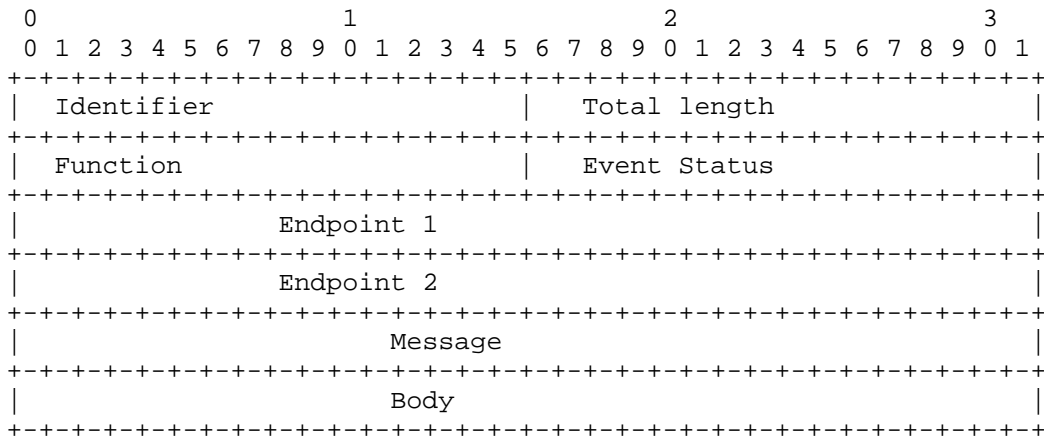 0                   1                   2                   3
0 1 2 3 4 5 6 7 8 9 0 1 2 3 4 5 6 7 8 9 0 1 2 3 4 5 6 7 8 9 0 1
+-+-+-+-+-+-+-+-+-+-+-+-+-+-+-+-+-+-+-+-+-+-+-+-+-+-+-+-+-+-+-+-+
|  Identifier                   |   Total length                |
+-+-+-+-+-+-+-+-+-+-+-+-+-+-+-+-+-+-+-+-+-+-+-+-+-+-+-+-+-+-+-+-+
|  Function                     |   Event Status                |
+-+-+-+-+-+-+-+-+-+-+-+-+-+-+-+-+-+-+-+-+-+-+-+-+-+-+-+-+-+-+-+-+
|                Endpoint 1                                     |
+-+-+-+-+-+-+-+-+-+-+-+-+-+-+-+-+-+-+-+-+-+-+-+-+-+-+-+-+-+-+-+-+
|                Endpoint 2                                     |
+-+-+-+-+-+-+-+-+-+-+-+-+-+-+-+-+-+-+-+-+-+-+-+-+-+-+-+-+-+-+-+-+
|                       Message                                 |
+-+-+-+-+-+-+-+-+-+-+-+-+-+-+-+-+-+-+-+-+-+-+-+-+-+-+-+-+-+-+-+-+
|                       Body                                    |
+-+-+-+-+-+-+-+-+-+-+-+-+-+-+-+-+-+-+-+-+-+-+-+-+-+-+-+-+-+-+-+-+